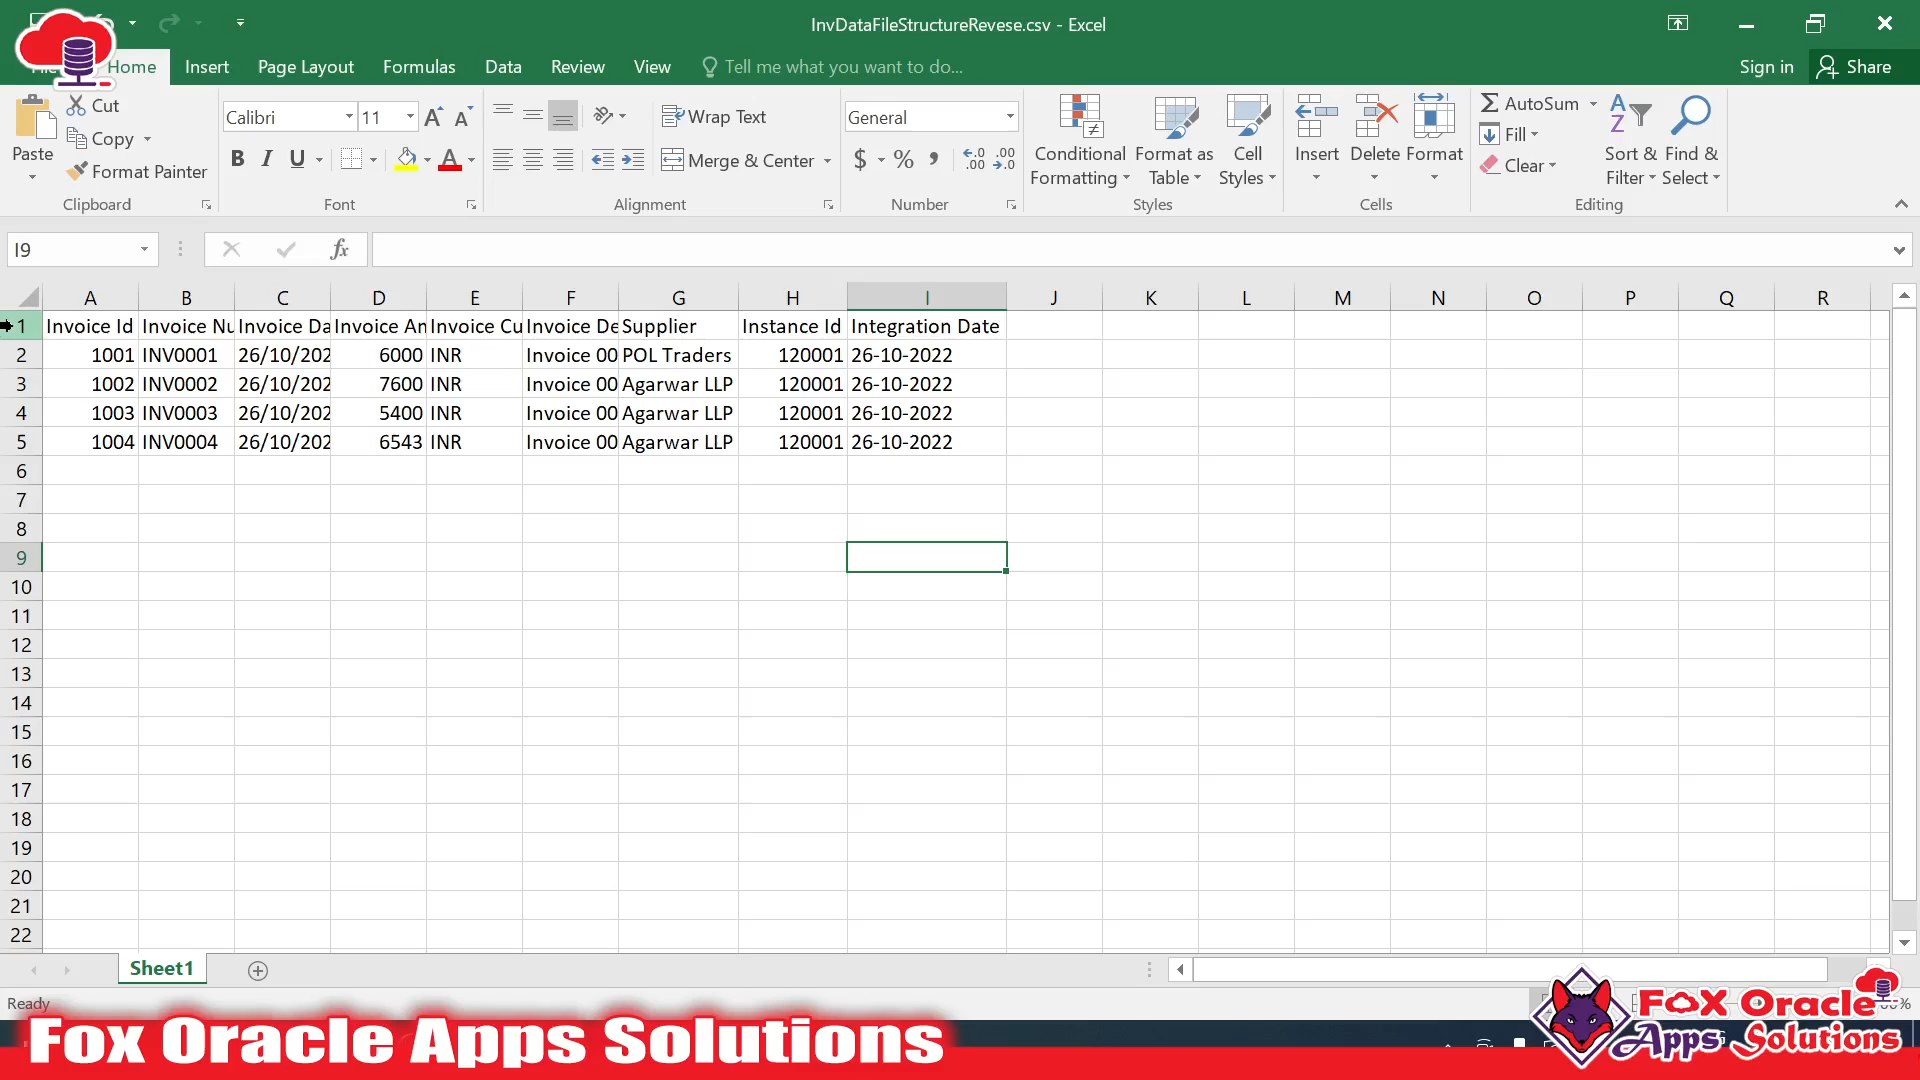 InvDataFileStructureRevese.csv - Excel
Home Insert Page Layout Formulas Data Review View Tell me what you want to do... Sign in Share
Paste
Cut
Copy
Format Painter
Clipboard
Calibri 11
B I U A
Font
Wrap Text
Merge & Center
Alignment
General
$ % , .0 .00 .00 .0
Number
Conditional Formatting
Format as Table
Cell Styles
Styles
Insert Delete Format
Cells
AutoSum
Fill
Clear
Sort & Filter
Find & Select
Editing
I9 fx
A B C D E F G H I J K L M N O P Q R
1 Invoice Id Invoice Nu Invoice Da Invoice An Invoice Cu Invoice De Supplier Instance Id Integration Date
2 1001 INV0001 26/10/202 6000 INR Invoice 00 POL Traders 120001 26-10-2022
3 1002 INV0002 26/10/202 7600 INR Invoice 00 Agarwar LLP 120001 26-10-2022
4 1003 INV0003 26/10/202 5400 INR Invoice 00 Agarwar LLP 120001 26-10-2022
5 1004 INV0004 26/10/202 6543 INR Invoice 00 Agarwar LLP 120001 26-10-2022
6
7
8
9
10
11
12
13
14
15
16
17
18
19
20
21
22
Sheet1
Ready
Fox Oracle Apps Solutions
Fox Oracle
Apps Solutions